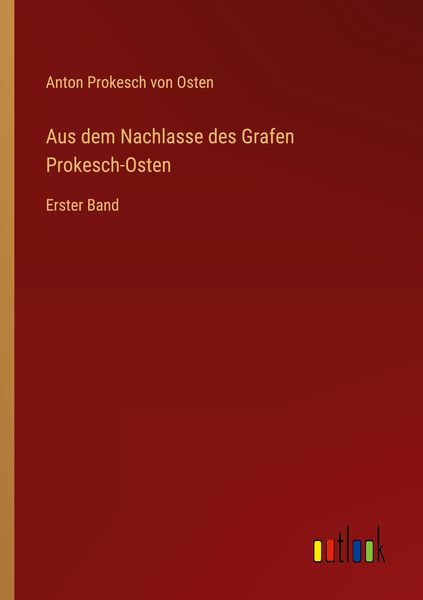 Anton Prokesch von Osten
Aus dem Nachlasse des Grafen
Prokesch-Osten
Erster Band
outlook